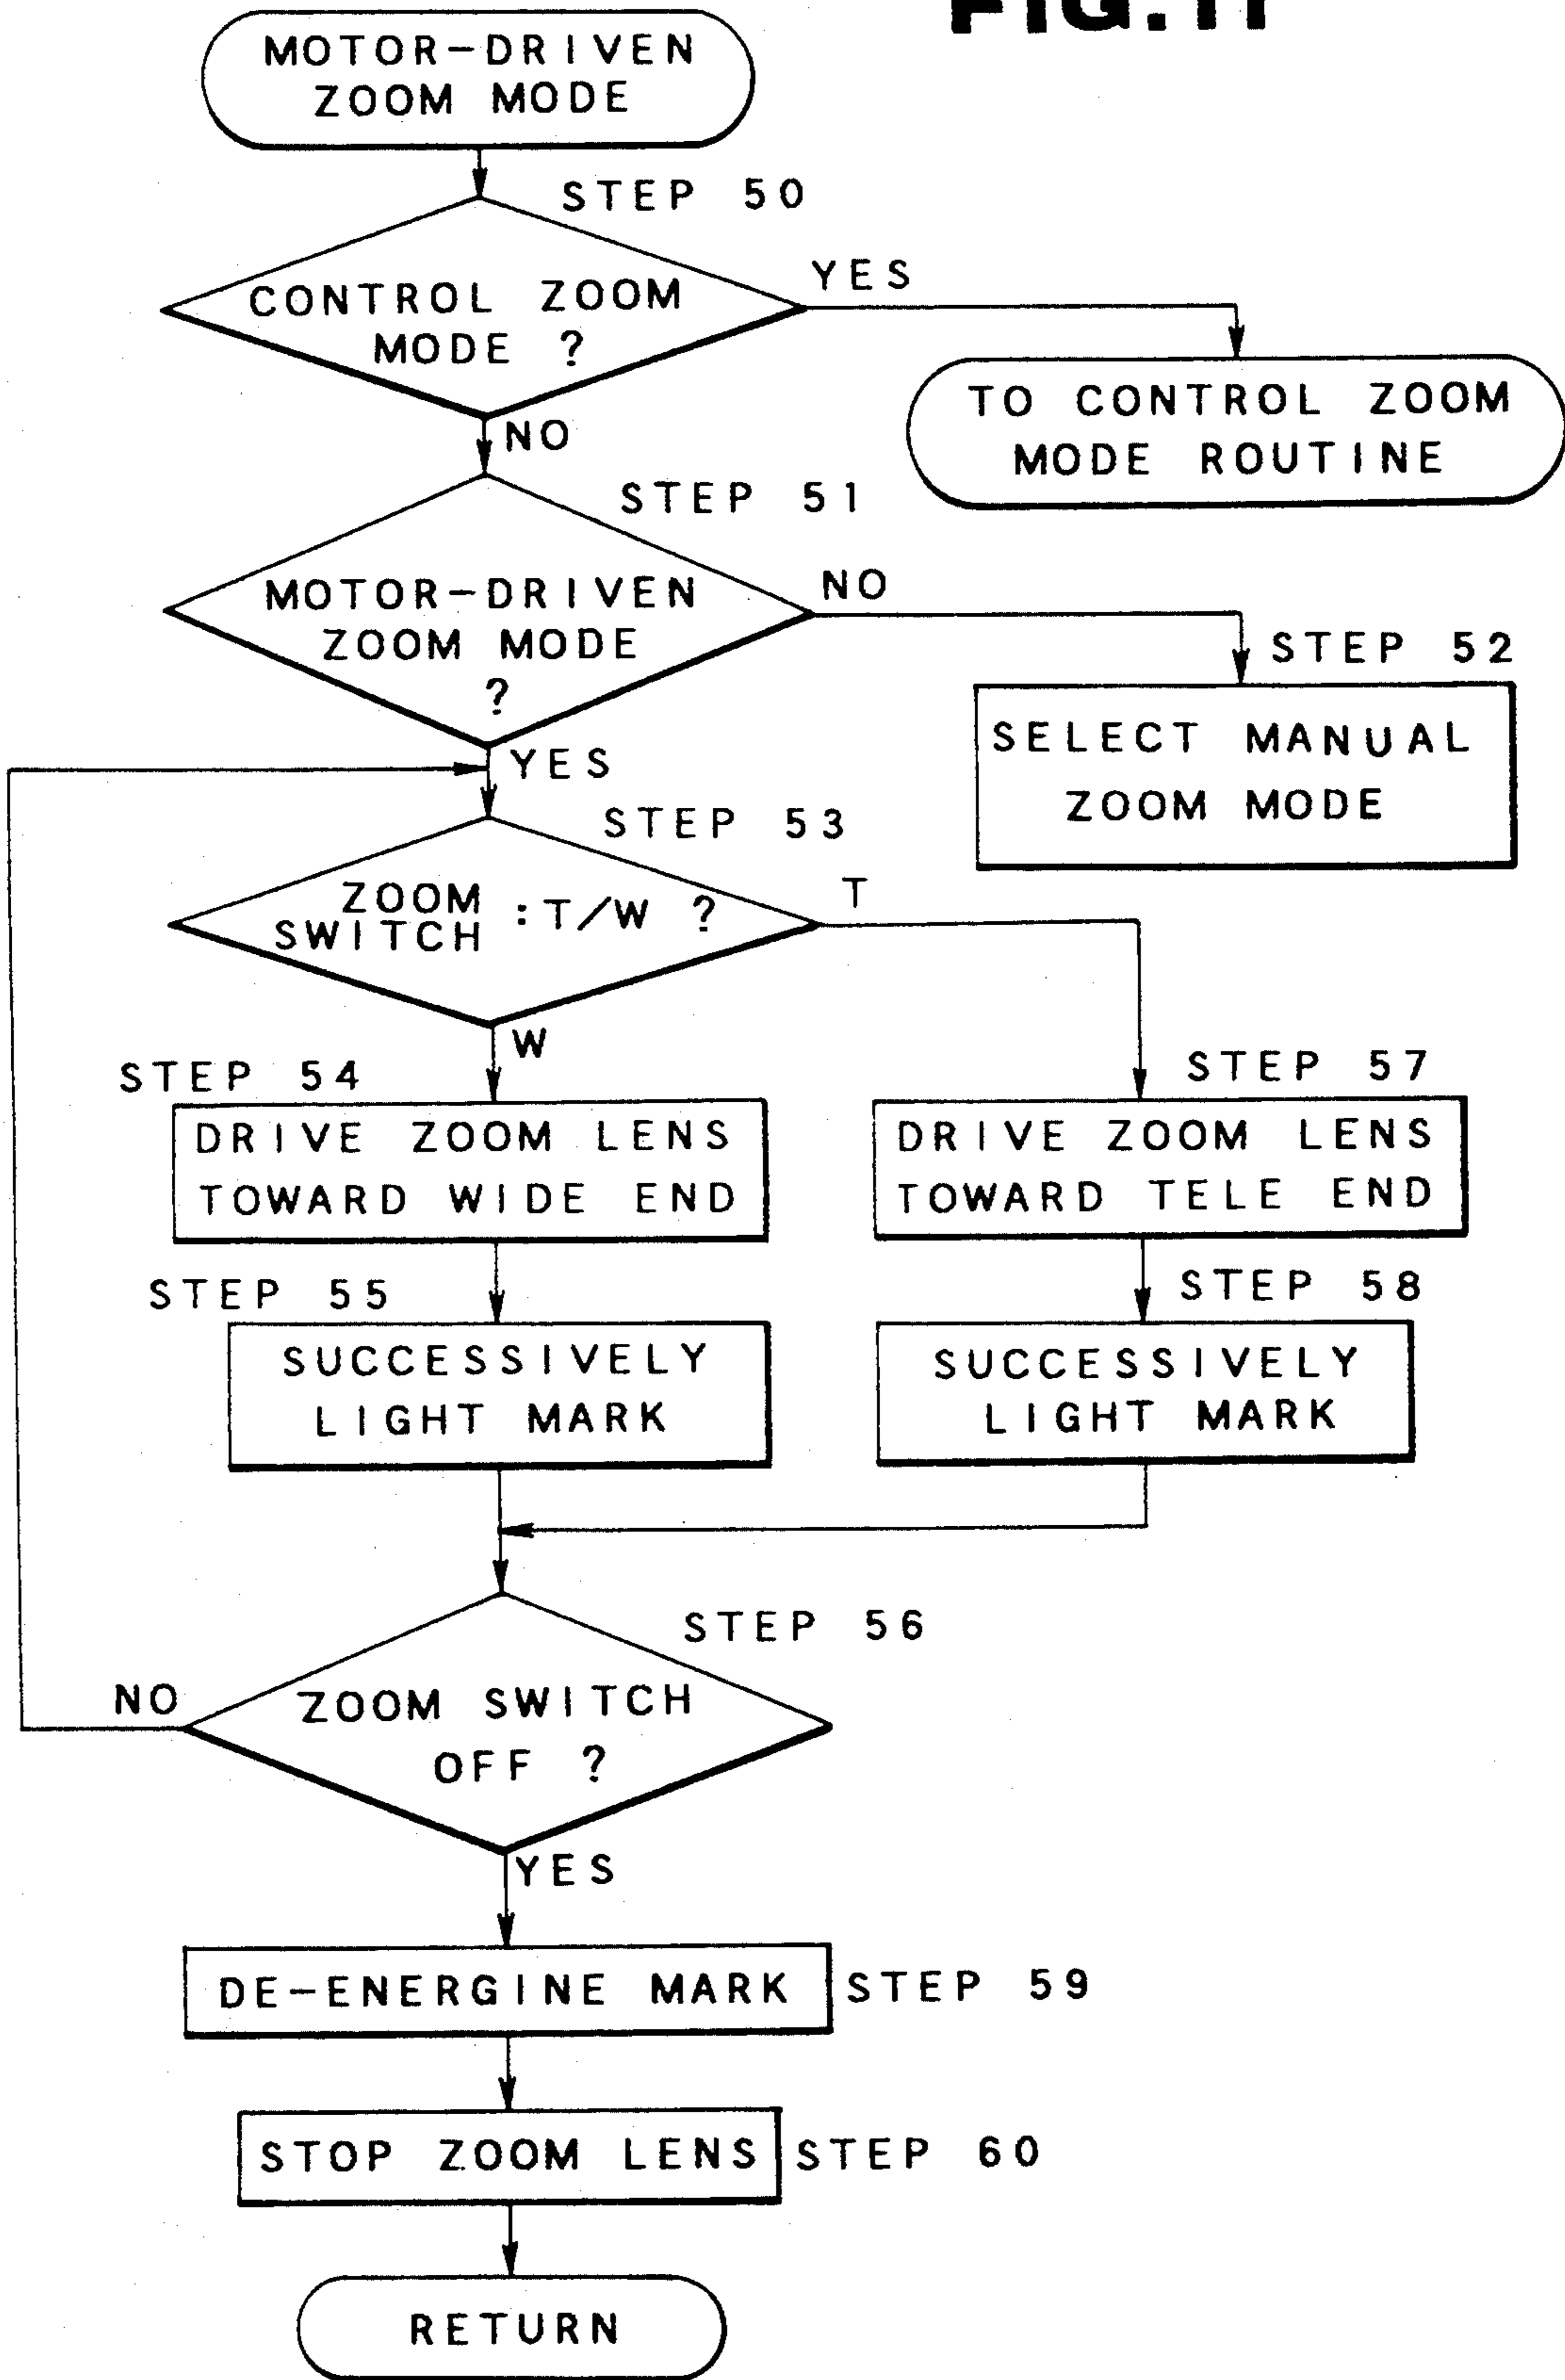 FIG.11
MOTOR-DRIVEN
ZOOM MODE
STEP 50
CONTROL ZOOM
MODE ?
YES
TO CONTROL ZOOM
MODE ROUTINE
NO
STEP 51
MOTOR-DRIVEN
ZOOM MODE
?
NO
STEP 52
SELECT MANUAL
ZOOM MODE
YES
STEP 53
ZOOM
SWITCH :T/W ?
T
W
STEP 54
DRIVE ZOOM LENS
TOWARD WIDE END
STEP 57
DRIVE ZOOM LENS
TOWARD TELE END
STEP 55
SUCCESSIVELY
LIGHT MARK
STEP 58
SUCCESSIVELY
LIGHT MARK
STEP 56
ZOOM SWITCH
OFF ?
NO
YES
DE-ENERGINE MARK
STEP 59
STOP ZOOM LENS
STEP 60
RETURN